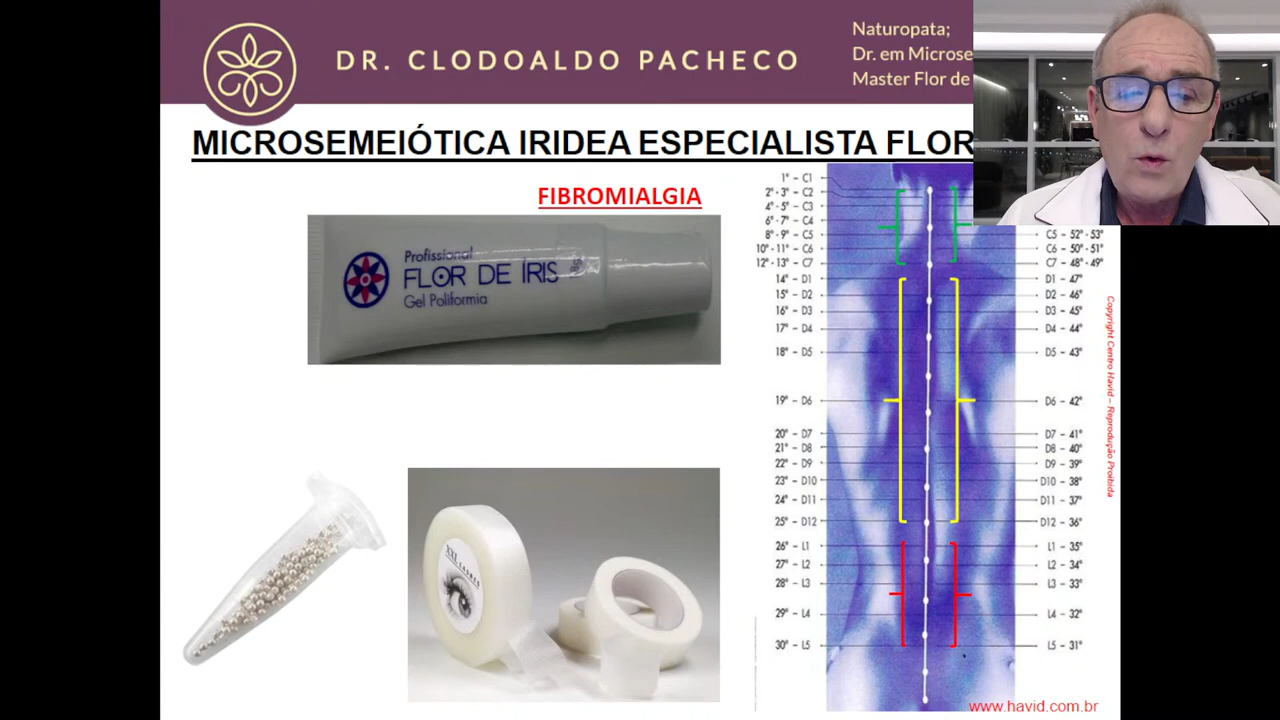 DR. CLODOALDO PACHECO
Naturopata;
Dr. em Microse
Master Flor de
MICROSEMEIÓTICA IRIDEA ESPECIALISTA FLOR
FIBROMIALGIA
Profissional
FLOR DE ÍRIS
Gel Poliformia
XXL LASHES
1° – C1
2° - 3° – C2
4° - 5° – C3
6° - 7° – C4
8° - 9° – C5
10° - 11° – C6
12° - 13° – C7
14° – D1
15° – D2
16° – D3
17° – D4
18° – D5
19° – D6
20° – D7
21° – D8
22° – D9
23° – D10
24° – D11
25° – D12
26° – L1
27° – L2
28° – L3
29° – L4
30° – L5
C5 – 52° - 53°
C6 – 50° - 51°
C7 – 48° - 49°
D1 – 47°
D2 – 46°
D3 – 45°
D4 – 44°
D5 – 43°
D6 – 42°
D7 – 41°
D8 – 40°
D9 – 39°
D10 – 38°
D11 – 37°
D12 – 36°
L1 – 35°
L2 – 34°
L3 – 33°
L4 – 32°
L5 – 31°
Copyright Centro Havid – Reprodução Proibida
www.havid.com.br